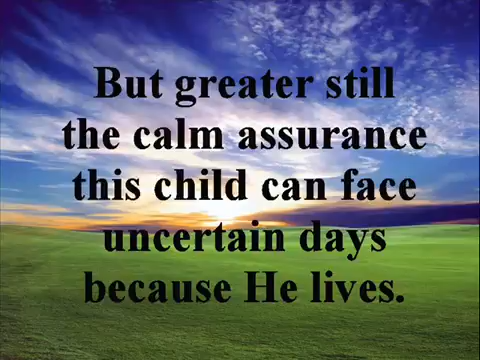 But greater still
the calm assurance
this child can face
uncertain days
because He lives.